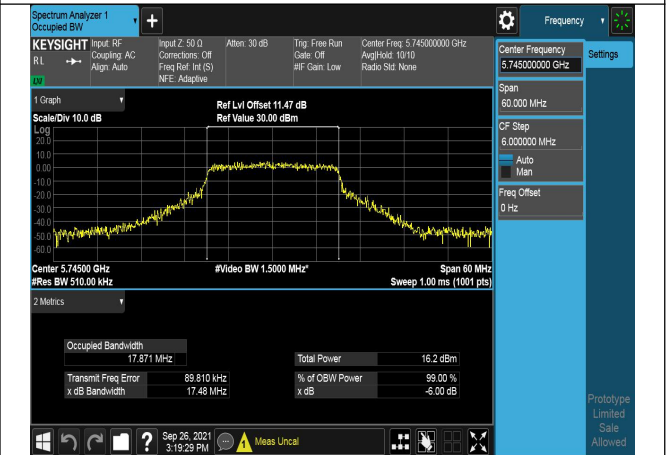 Spectrum Analyzer 1
Occupied BW
+
Frequency
KEYSIGHT
R L
LXI
Input: RF
Coupling: AC
Align: Auto
Input Z: 50 Ω
Corrections: Off
Freq Ref: Int (S)
NFE: Adaptive
Atten: 30 dB
Trig: Free Run
Gate: Off
#IF Gain: Low
Center Freq: 5.745000000 GHz
Avg|Hold: 10/10
Radio Std: None
Center Frequency
5.745000000 GHz
Settings
Span
60.000 MHz
CF Step
6.000000 MHz
Auto
Man
Freq Offset
0 Hz
1 Graph
Scale/Div 10.0 dB
Ref Lvl Offset 11.47 dB
Ref Value 30.00 dBm
Log
20.0
10.0
0.00
-10.0
-20.0
-30.0
-40.0
-50.0
-60.0
Center 5.74500 GHz
#Res BW 510.00 kHz
#Video BW 1.5000 MHz*
Span 60 MHz
Sweep 1.00 ms (1001 pts)
2 Metrics
Occupied Bandwidth
17.871 MHz
Total Power 16.2 dBm
Transmit Freq Error 89.810 kHz
% of OBW Power 99.00 %
x dB Bandwidth 17.48 MHz
x dB -6.00 dB
Prototype
Limited
Sale
Allowed
?
Sep 26, 2021
3:19:29 PM
1
Meas Uncal